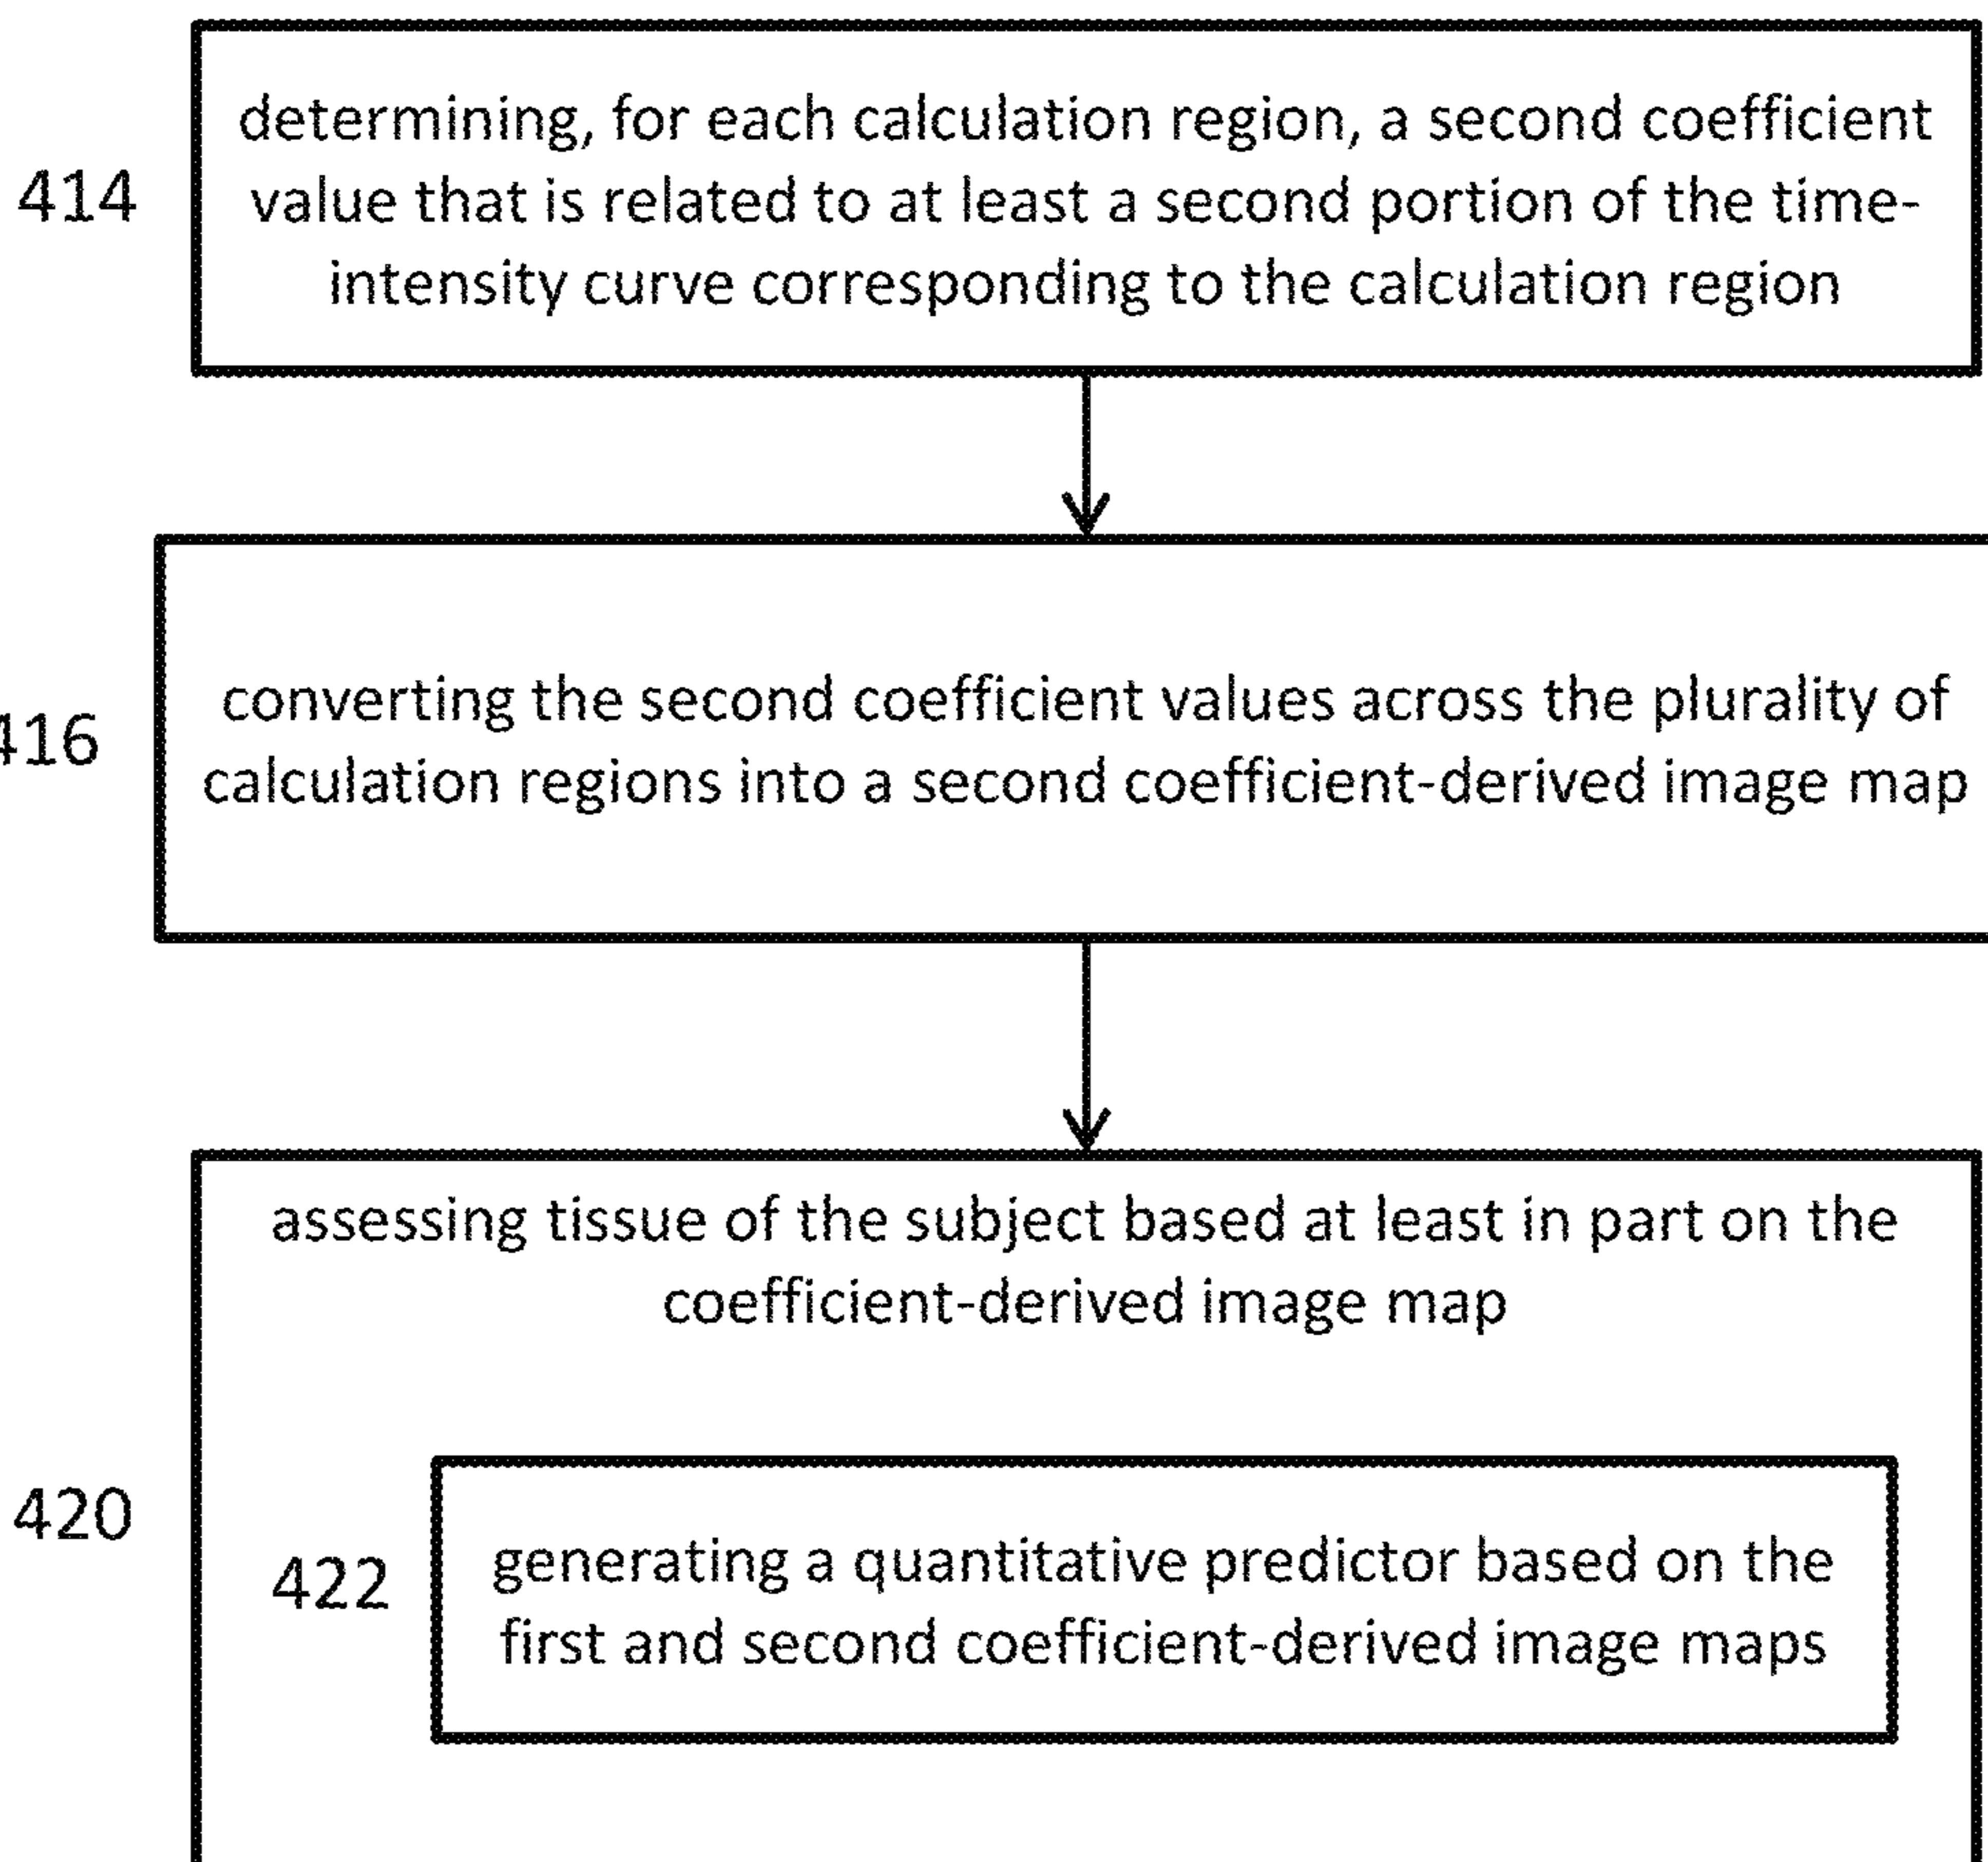 determining, for each calculation region, a second coefficient
414
value that is related to at least a second portion of the time-
intensity curve corresponding to the calculation region
converting the second coefficient values across the plurality of
416
calculation regions into a second coefficient-derived image map
assessing tissue of the subject based at least in part on the
coefficient-derived image map
420
422
generating a quantitative predictor based on the
first and second coefficient-derived image maps